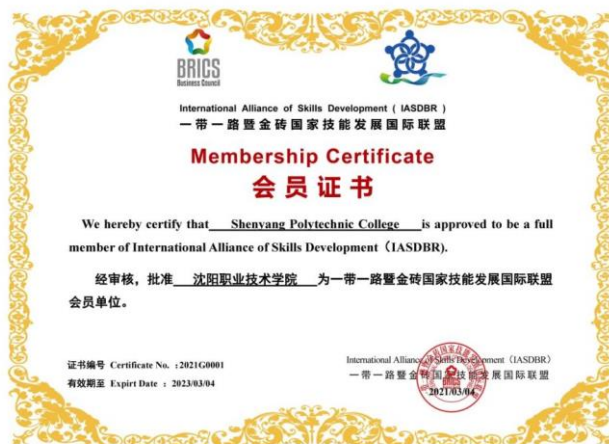 BRICS
Business Council
International Alliance of Skills Development ( IASDBR )
一带一路暨金砖国家技能发展国际联盟
Membership Certificate
会员证书
We hereby certify that Shenyang Polytechnic College is approved to be a full
member of International Alliance of Skills Development（IASDBR).
经审核，批准 沈阳职业技术学院 为一带一路暨金砖国家技能发展国际联盟
会员单位。
证书编号 Certificate No. :2021G0001
有效期至 Expirt Date : 2023/03/04
International Alliance of Skills Development（IASDBR）
一带一路暨金砖国家技能发展国际联盟
2021/03/04